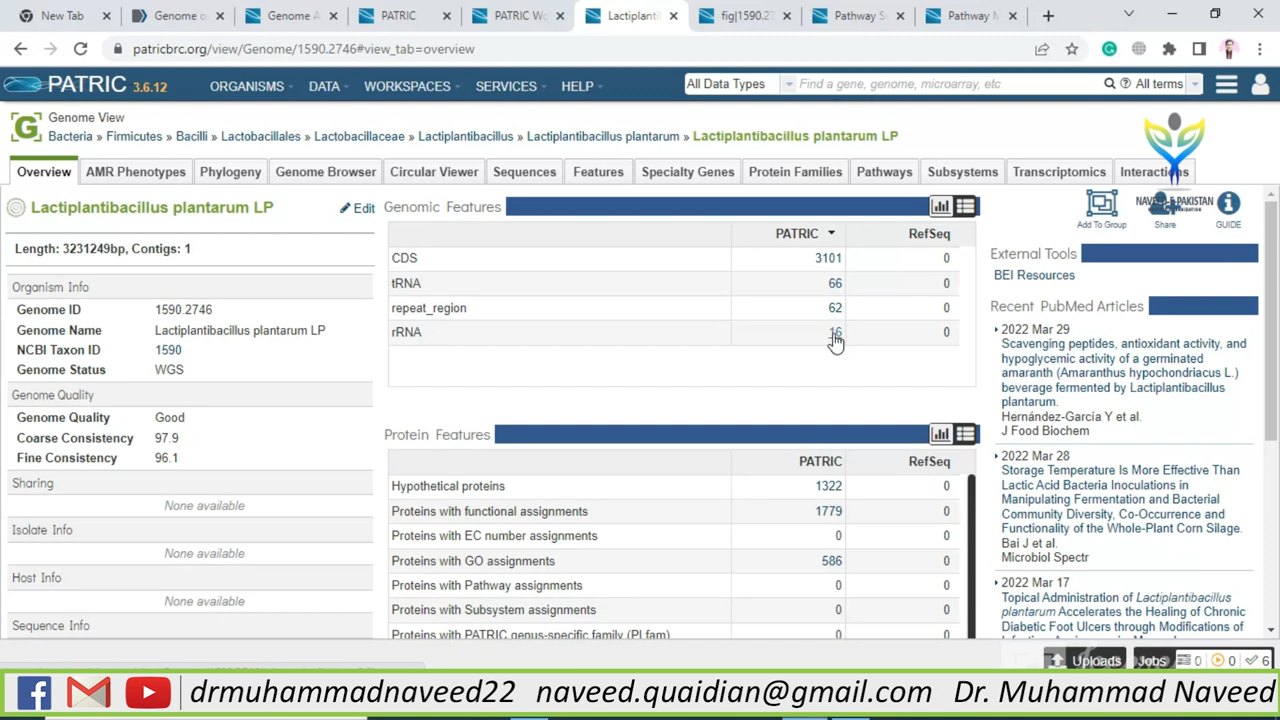 New Tab
Genome o
Genome A
PATRIC
PATRIC Wo
Lactiplanti
fig|1590.27
Pathway S
Pathway M
patricbrc.org/view/Genome/1590.2746#view_tab=overview
PATRIC 3.6.12
ORGANISMS
DATA
WORKSPACES
SERVICES
HELP
All Data Types
Find a gene, genome, microarray, etc
All terms
Genome View
Bacteria » Firmicutes » Bacilli » Lactobacillales » Lactobacillaceae » Lactiplantibacillus » Lactiplantibacillus plantarum » Lactiplantibacillus plantarum LP
Overview
AMR Phenotypes
Phylogeny
Genome Browser
Circular Viewer
Sequences
Features
Specialty Genes
Protein Families
Pathways
Subsystems
Transcriptomics
Interactions
Lactiplantibacillus plantarum LP
Edit
Length: 3231249bp, Contigs: 1
Organism Info
Genome ID 1590.2746
Genome Name Lactiplantibacillus plantarum LP
NCBI Taxon ID 1590
Genome Status WGS
Genome Quality
Genome Quality Good
Coarse Consistency 97.9
Fine Consistency 96.1
Sharing
None available
Isolate Info
None available
Host Info
None available
Sequence Info
Genomic Features
PATRIC RefSeq
CDS 3101 0
tRNA 66 0
repeat_region 62 0
rRNA 16 0
Protein Features
PATRIC RefSeq
Hypothetical proteins 1322 0
Proteins with functional assignments 1779 0
Proteins with EC number assignments 0 0
Proteins with GO assignments 586 0
Proteins with Pathway assignments 0 0
Proteins with Subsystem assignments 0 0
Proteins with PATRIC genus-specific family (PLfam) 0 0
Add To Group
Share
GUIDE
External Tools
BEI Resources
Recent PubMed Articles
2022 Mar 29
Scavenging peptides, antioxidant activity, and
hypoglycemic activity of a germinated
amaranth (Amaranthus hypochondriacus L.)
beverage fermented by Lactiplantibacillus
plantarum.
Hernández-García Y et al.
J Food Biochem
2022 Mar 28
Storage Temperature Is More Effective Than
Lactic Acid Bacteria Inoculations in
Manipulating Fermentation and Bacterial
Community Diversity, Co-Occurrence and
Functionality of the Whole-Plant Corn Silage.
Bai J et al.
Microbiol Spectr
2022 Mar 17
Topical Administration of Lactiplantibacillus
plantarum Accelerates the Healing of Chronic
Diabetic Foot Ulcers through Modifications of
Uploads
Jobs
0
0
6
drmuhammadnaveed22 naveed.quaidian@gmail.com Dr. Muhammad Naveed